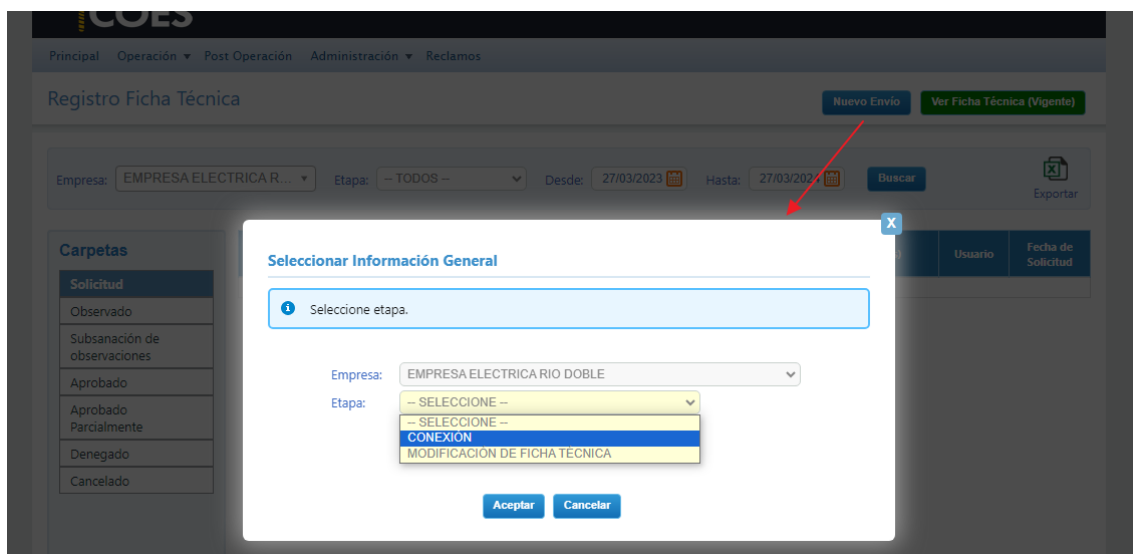 COES
Principal Operación Post Operación Administración Reclamos
Registro Ficha Técnica
Nuevo Envío Ver Ficha Técnica (Vigente)
Empresa: EMPRESA ELECTRICA R... Etapa: -- TODOS -- Desde: 27/03/2023 Hasta: 27/03/2024 Buscar
Exportar
X
Carpetas
Usuario Fecha de
Solicitud
Solicitud
Observado
Subsanación de
observaciones
Aprobado
Aprobado
Parcialmente
Denegado
Cancelado
Seleccionar Información General
Seleccione etapa.
Empresa: EMPRESA ELECTRICA RIO DOBLE
Etapa: -- SELECCIONE --
-- SELECCIONE --
CONEXIÓN
MODIFICACIÓN DE FICHA TÉCNICA
Aceptar Cancelar